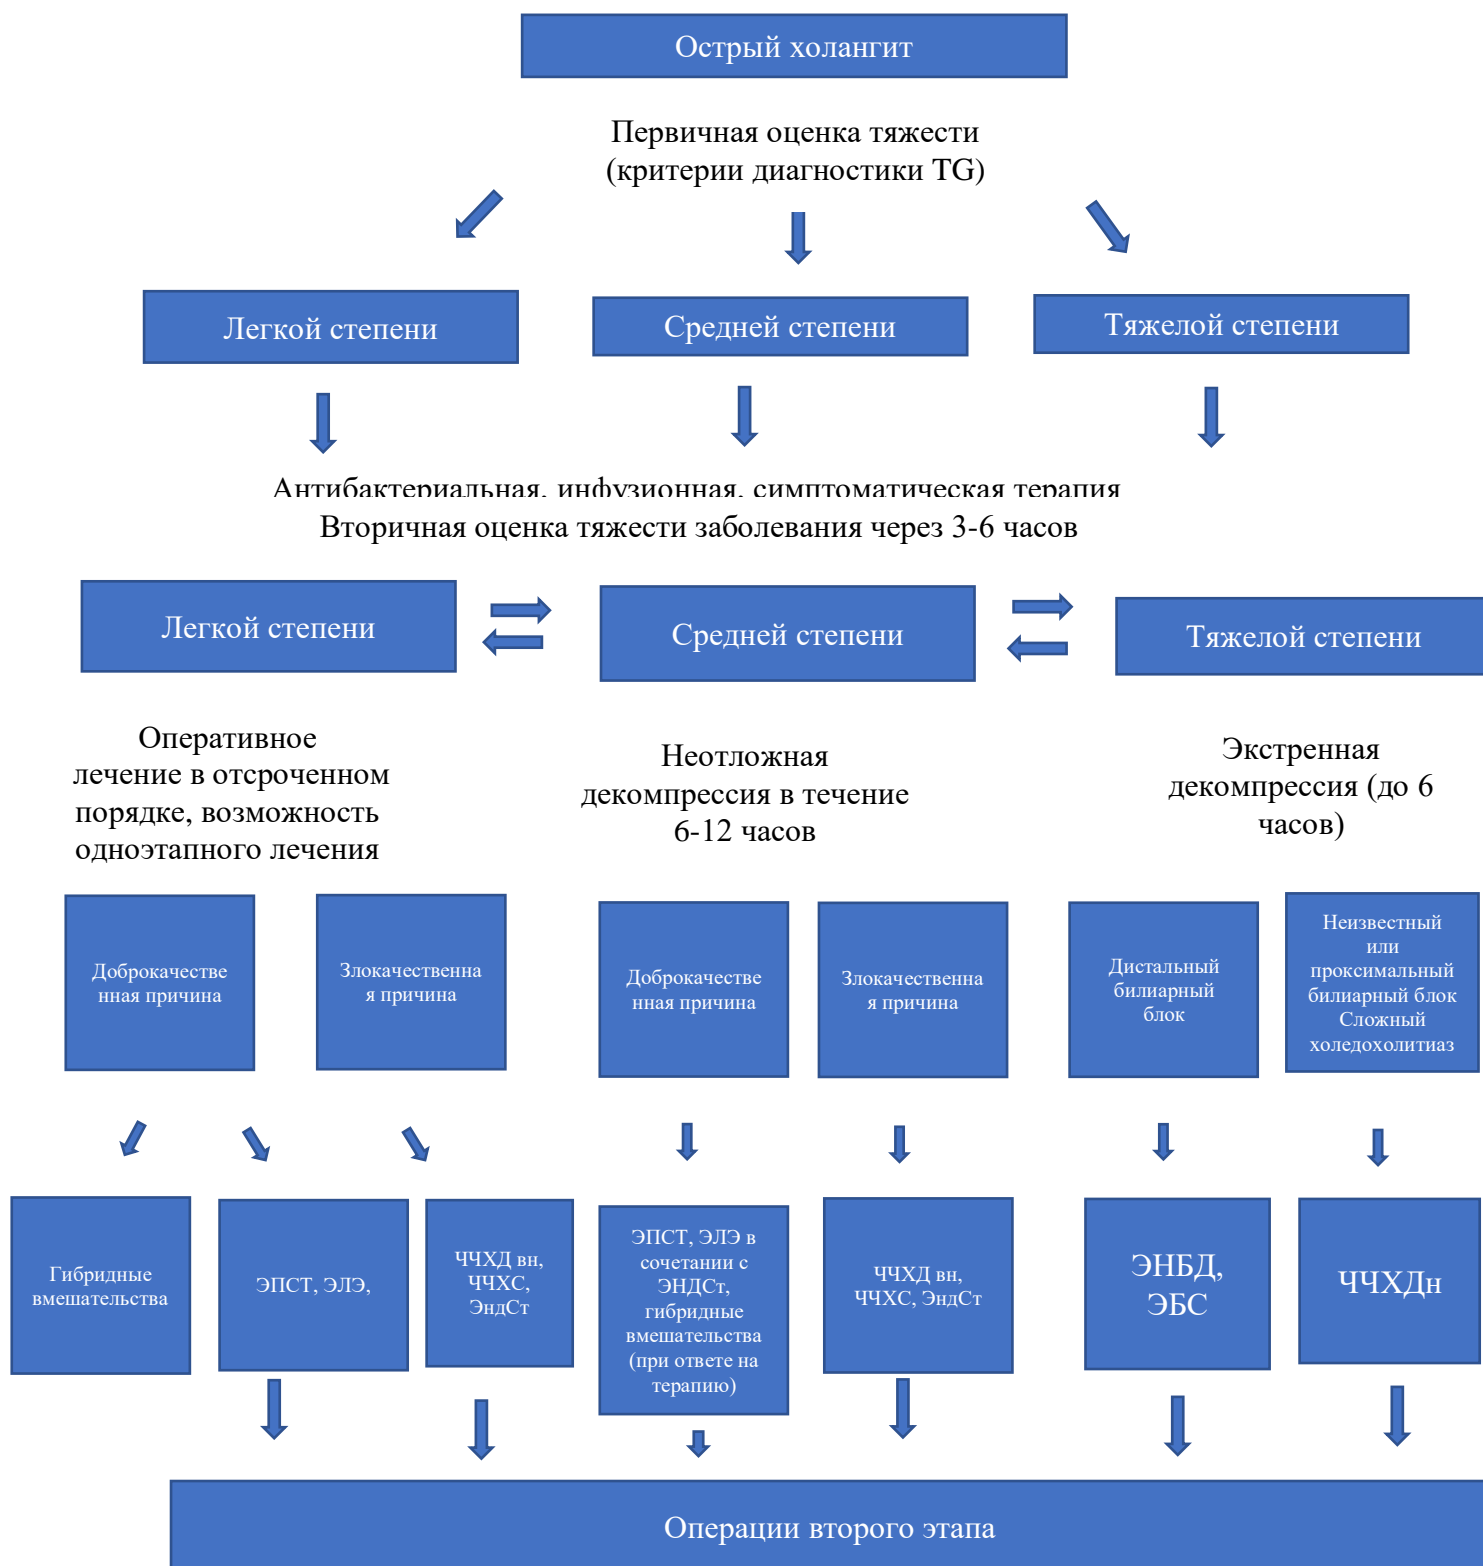 Острый холангит
Первичная оценка тяжести
(критерии диагностики TG)
Легкой степени
Средней степени
Тяжелой степени
Антибактериальная, инфузионная, симптоматическая терапия
Вторичная оценка тяжести заболевания через 3-6 часов
Легкой степени
Средней степени
Тяжелой степени
Оперативное
лечение в отсроченном
порядке, возможность
одноэтапного лечения
Неотложная
декомпрессия в течение
6-12 часов
Экстренная
декомпрессия (до 6
часов)
Доброкачестве
нная причина
Злокачественна
я причина
Доброкачестве
нная причина
Злокачественна
я причина
Дистальный
билиарный
блок
Неизвестный
или
проксимальный
билиарный блок
Сложный
холедохолитиаз
Гибридные
вмешательства
ЭПСТ, ЭЛЭ,
ЧЧХД вн,
ЧЧХС,
ЭндСт
ЭПСТ, ЭЛЭ в
сочетании с
ЭНДСт,
гибридные
вмешательства
(при ответе на
терапию)
ЧЧХД вн,
ЧЧХС, ЭндСт
ЭНБД,
ЭБС
ЧЧХДн
Операции второго этапа